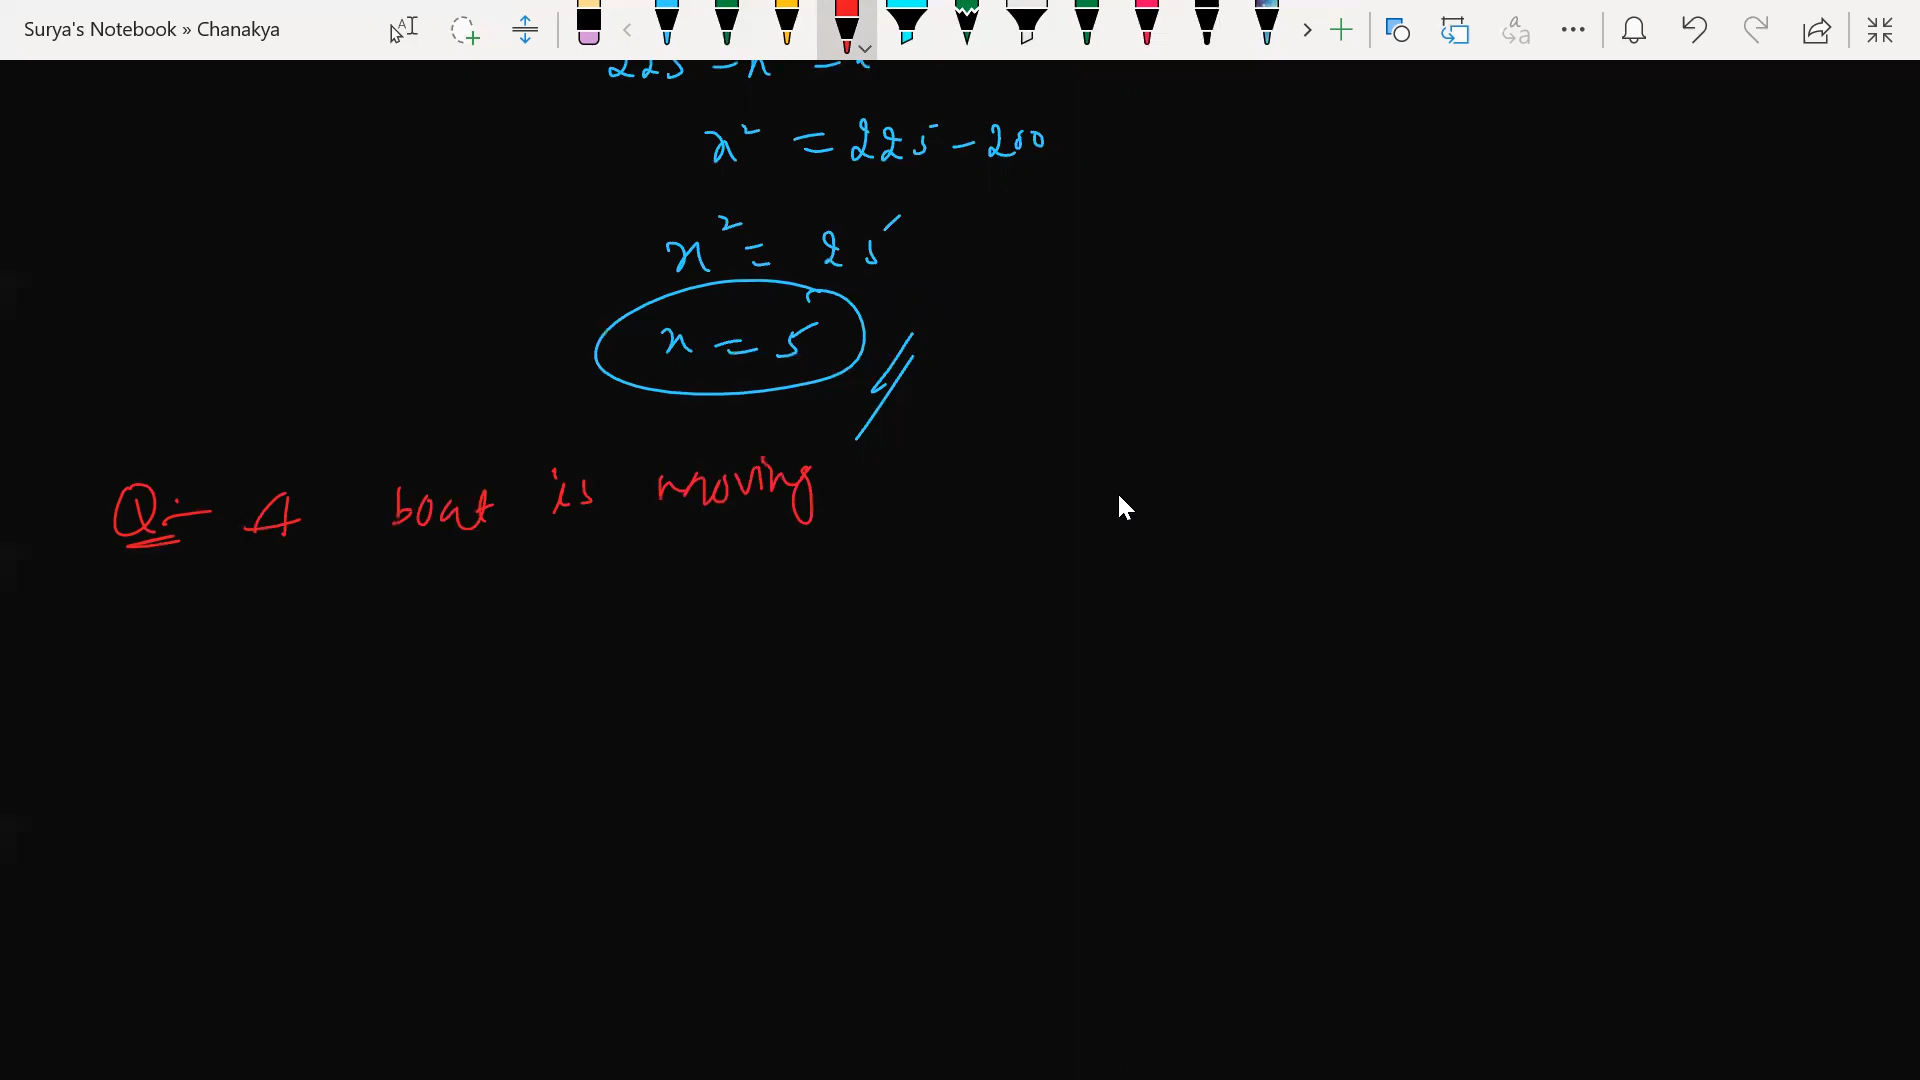 Surya's Notebook » Chanakya
x² = 225 - 200
x² = 25
x = 5
Q:- A boat is moving